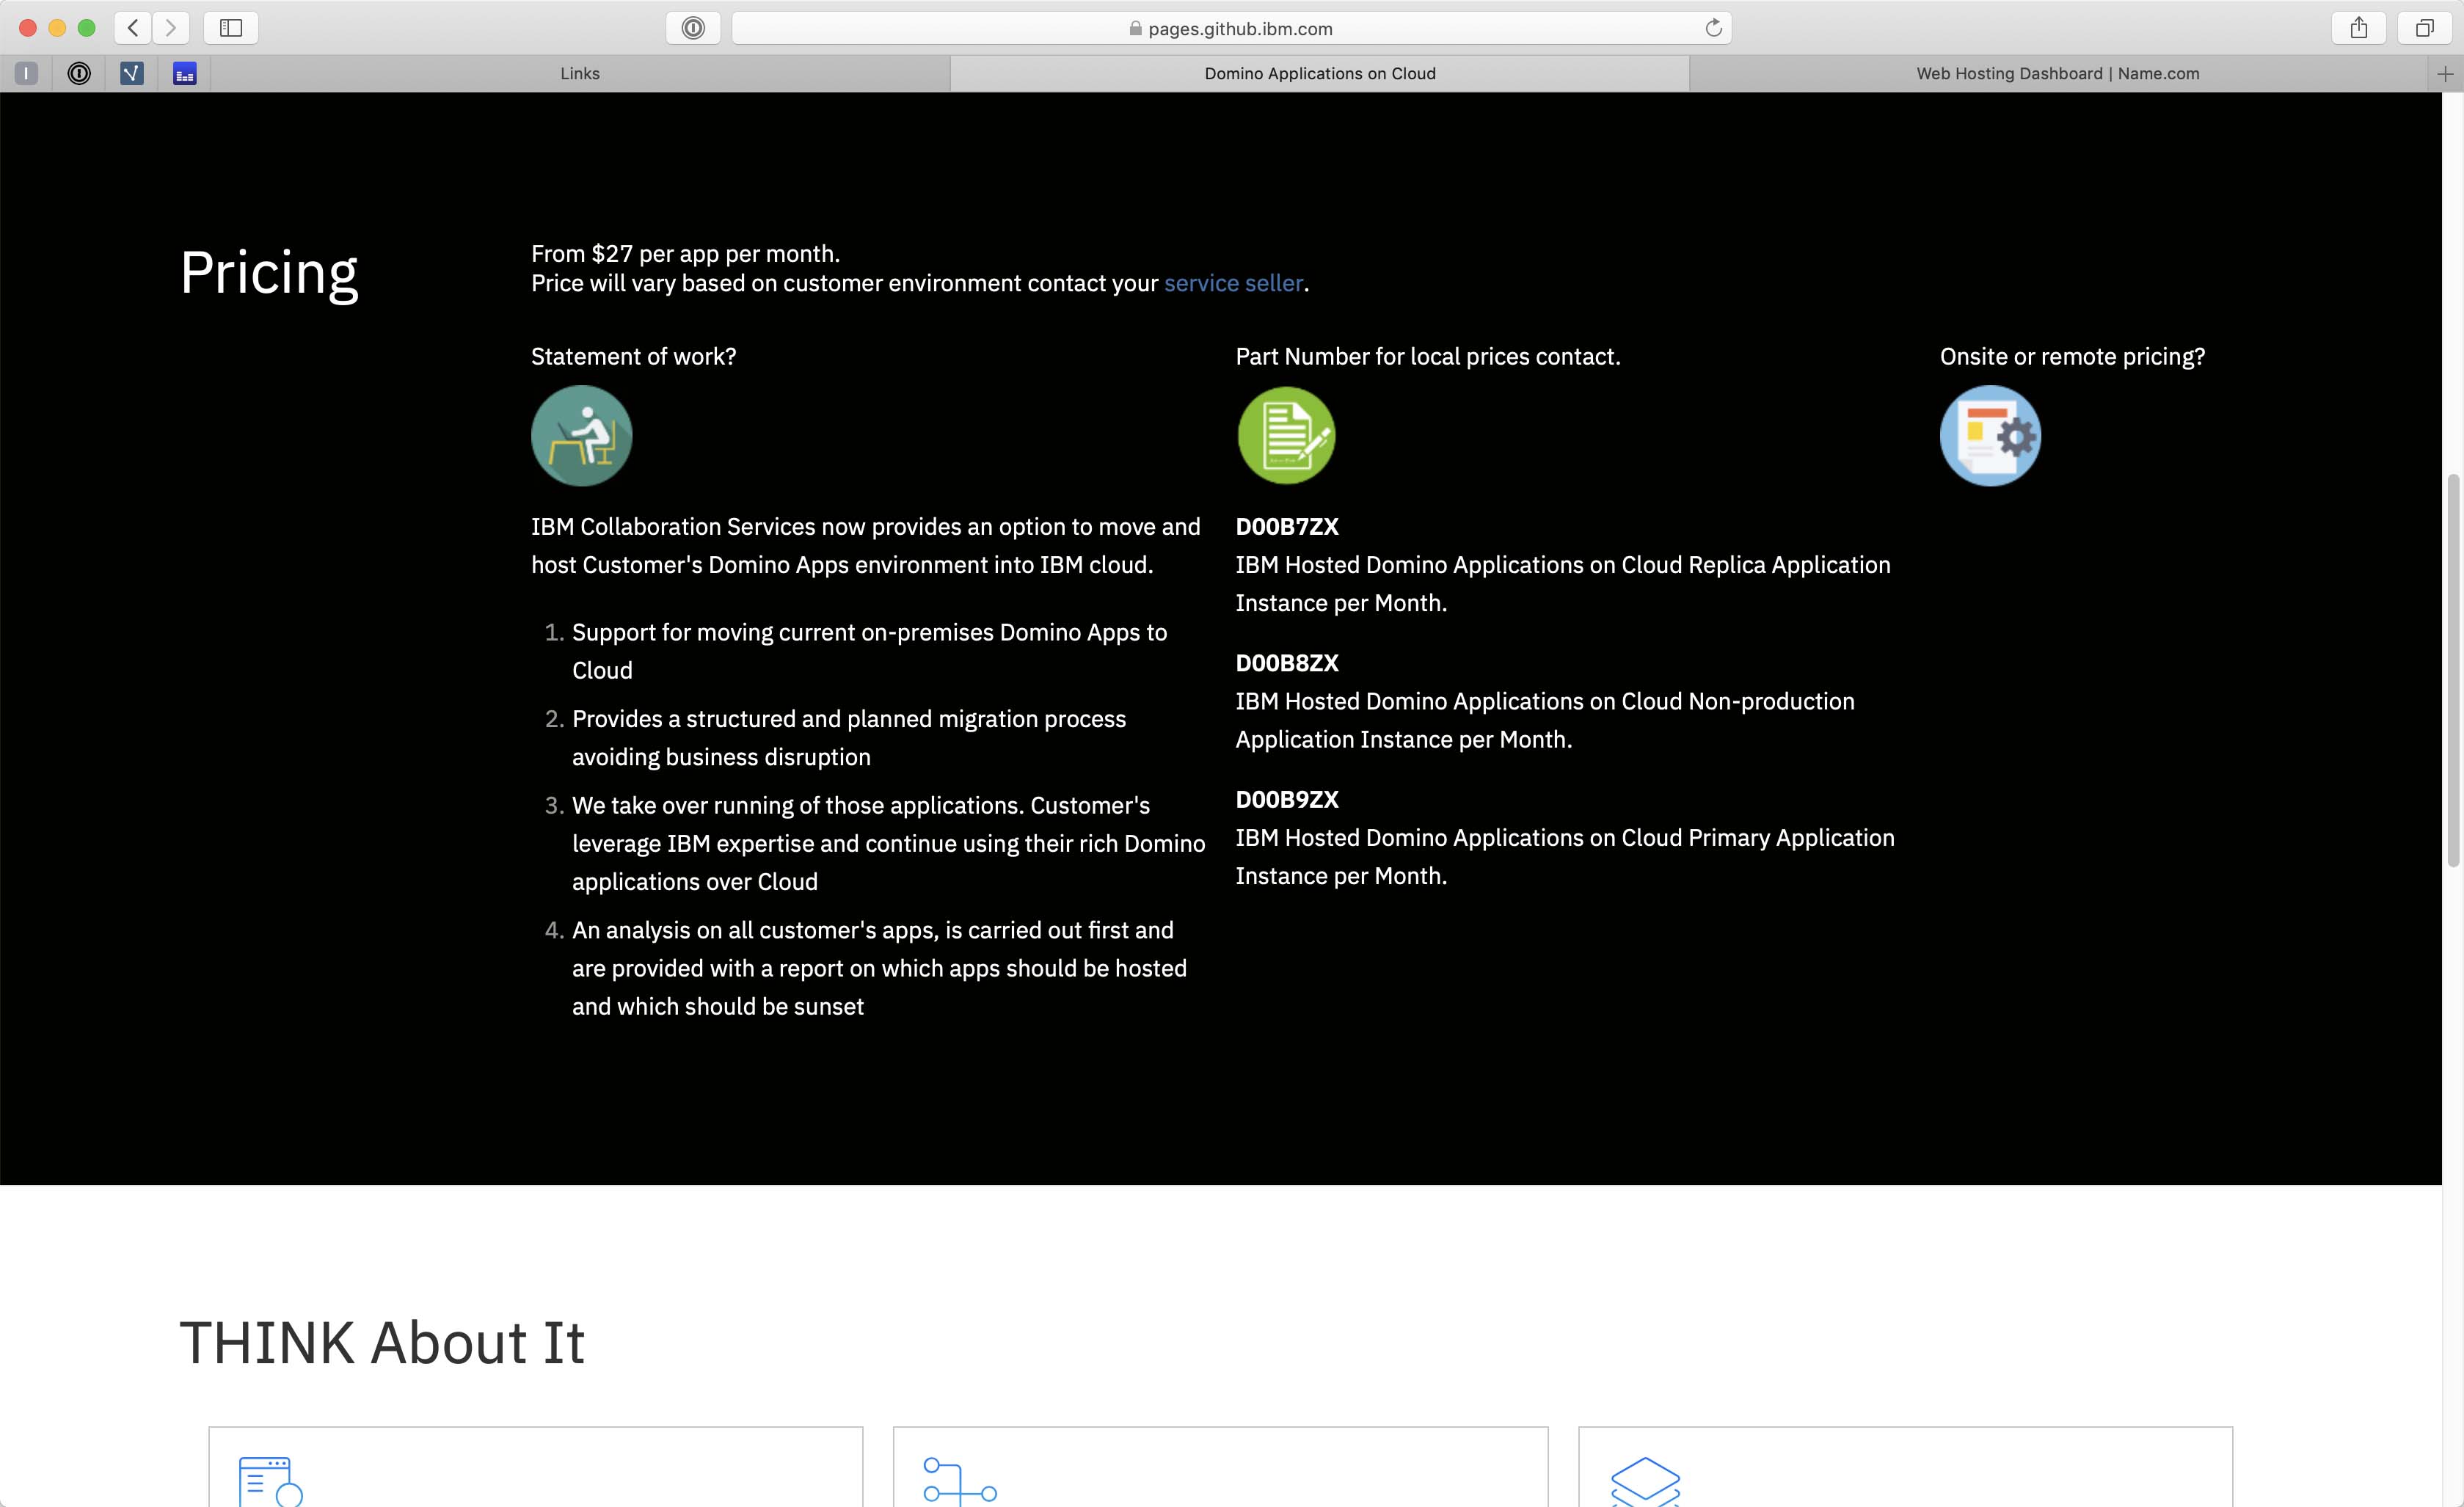 pages.github.ibm.com
Links
Domino Applications on Cloud
Web Hosting Dashboard | Name.com
Pricing
From $27 per app per month.
Price will vary based on customer environment contact your service seller.
Statement of work?
IBM Collaboration Services now provides an option to move and
host Customer's Domino Apps environment into IBM cloud.
1. Support for moving current on-premises Domino Apps to
Cloud
2. Provides a structured and planned migration process
avoiding business disruption
3. We take over running of those applications. Customer's
leverage IBM expertise and continue using their rich Domino
applications over Cloud
4. An analysis on all customer's apps, is carried out first and
are provided with a report on which apps should be hosted
and which should be sunset
Part Number for local prices contact.
D00B7ZX
IBM Hosted Domino Applications on Cloud Replica Application
Instance per Month.
D00B8ZX
IBM Hosted Domino Applications on Cloud Non-production
Application Instance per Month.
D00B9ZX
IBM Hosted Domino Applications on Cloud Primary Application
Instance per Month.
Onsite or remote pricing?
THINK About It